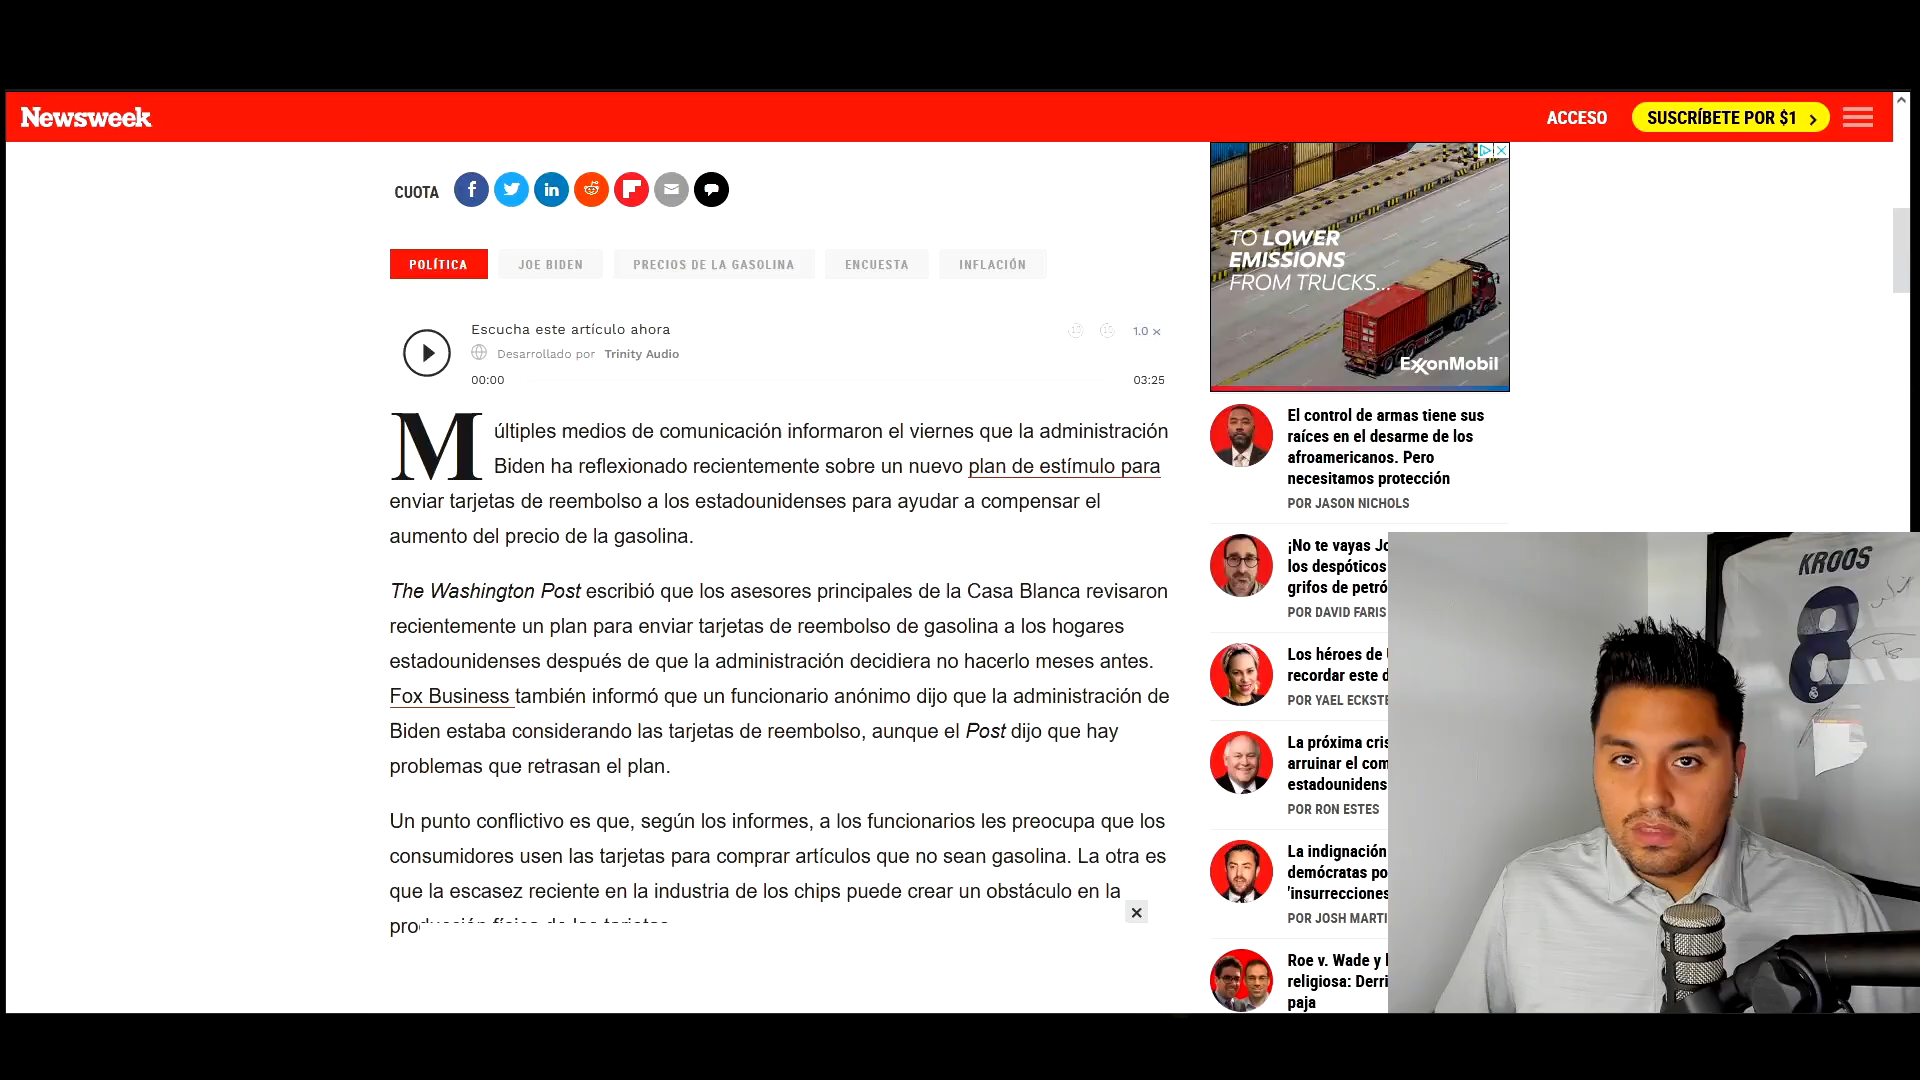 Newsweek
ACCESO
SUSCRÍBETE POR $1
CUOTA
POLÍTICA
JOE BIDEN
PRECIOS DE LA GASOLINA
ENCUESTA
INFLACIÓN
Escucha este artículo ahora
Desarrollado por Trinity Audio
1.0 ×
00:00
03:25
Múltiples medios de comunicación informaron el viernes que la administración
Biden ha reflexionado recientemente sobre un nuevo plan de estímulo para
enviar tarjetas de reembolso a los estadounidenses para ayudar a compensar el
aumento del precio de la gasolina.
The Washington Post escribió que los asesores principales de la Casa Blanca revisaron
recientemente un plan para enviar tarjetas de reembolso de gasolina a los hogares
estadounidenses después de que la administración decidiera no hacerlo meses antes.
Fox Business también informó que un funcionario anónimo dijo que la administración de
Biden estaba considerando las tarjetas de reembolso, aunque el Post dijo que hay
problemas que retrasan el plan.
Un punto conflictivo es que, según los informes, a los funcionarios les preocupa que los
consumidores usen las tarjetas para comprar artículos que no sean gasolina. La otra es
que la escasez reciente en la industria de los chips puede crear un obstáculo en la
TO LOWER
EMISSIONS
FROM TRUCKS...
ExxonMobil
El control de armas tiene sus
raíces en el desarme de los
afroamericanos. Pero
necesitamos protección
POR JASON NICHOLS
¡No te vayas Jo
los despóticos
grifos de petró
POR DAVID FARIS
Los héroes de
recordar este d
POR YAEL ECKSTE
La próxima cris
arruinar el com
estadounidens
POR RON ESTES
La indignación
demócratas po
'insurrecciones
POR JOSH MARTI
Roe v. Wade y l
religiosa: Derri
paja
KROOS
8